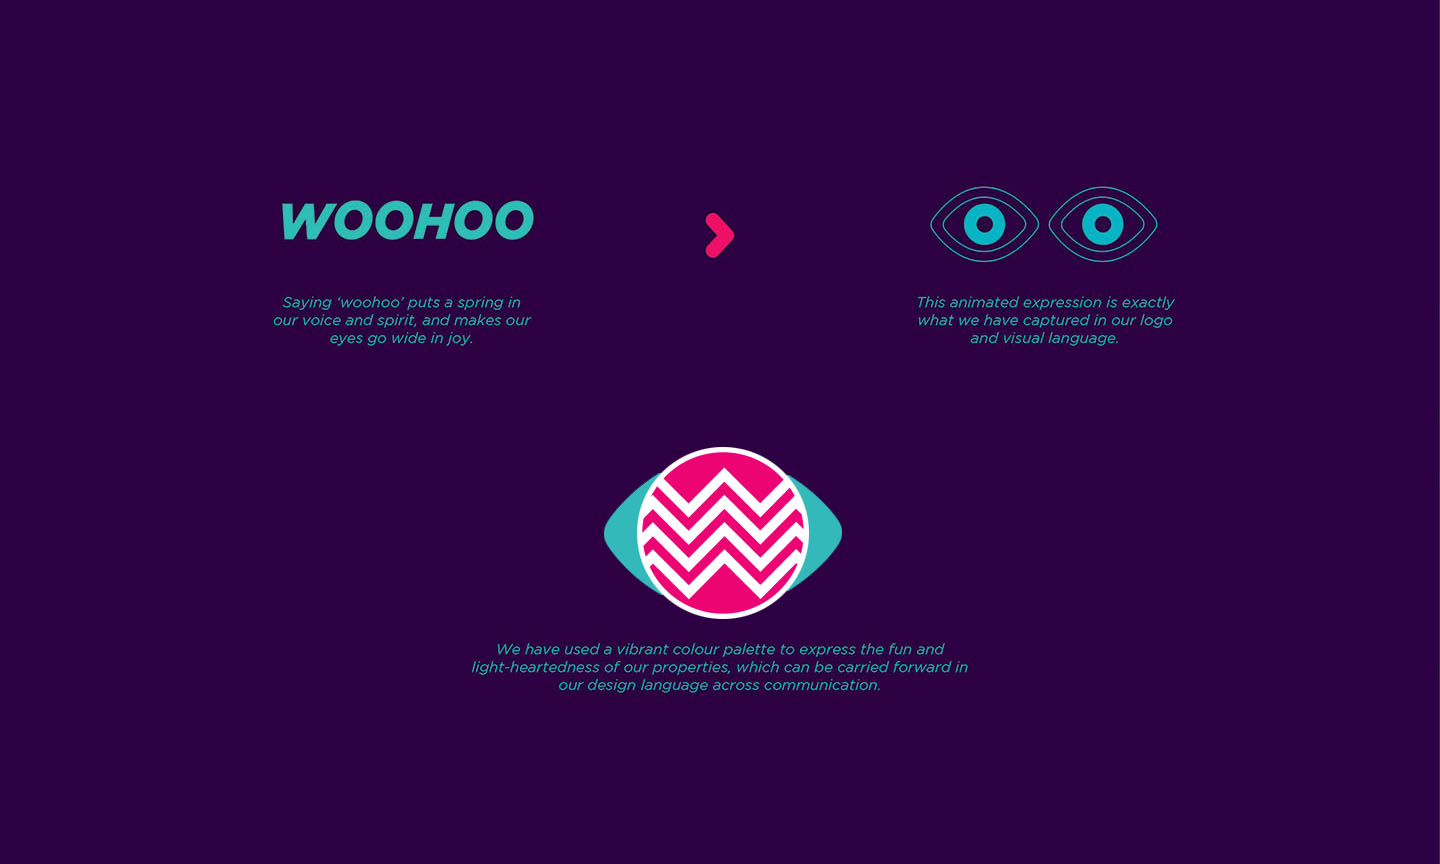 WOOHOO
Saying ‘woohoo’ puts a spring in
our voice and spirit, and makes our
eyes go wide in joy.
This animated expression is exactly
what we have captured in our logo
and visual language.
We have used a vibrant colour palette to express the fun and
light-heartedness of our properties, which can be carried forward in
our design language across communication.